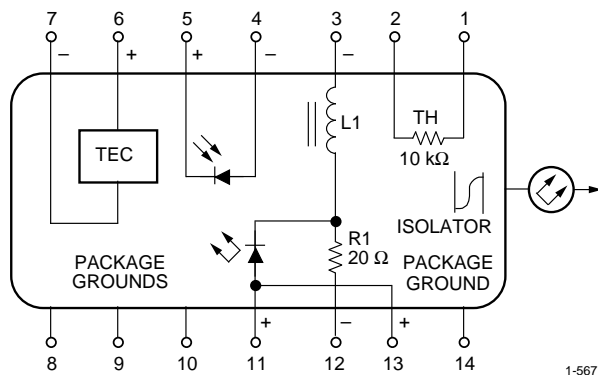 7 6 5 4 3 2 1
– + + – –
TEC
L1
TH
10 kΩ
ISOLATOR
R1
20 Ω
PACKAGE
GROUNDS
PACKAGE
GROUND
+ – +
8 9 10 11 12 13 14
1-567